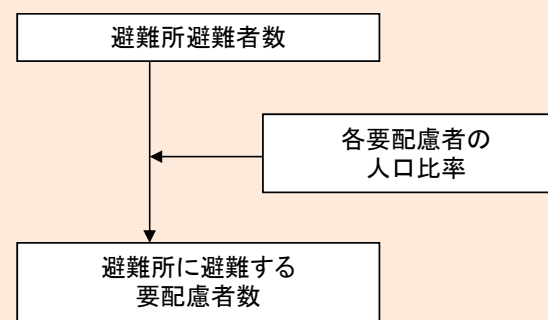 避難所避難者数
各要配慮者の
人口比率
避難所に避難する
要配慮者数